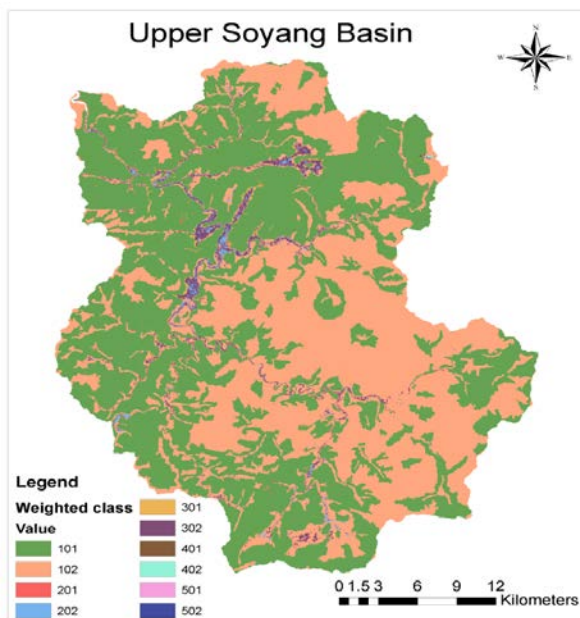 Upper Soyang Basin
N
W E
S
Legend
Weighted class
Value
101
102
201
202
301
302
401
402
501
502
0 1.5 3 6 9 12
Kilometers